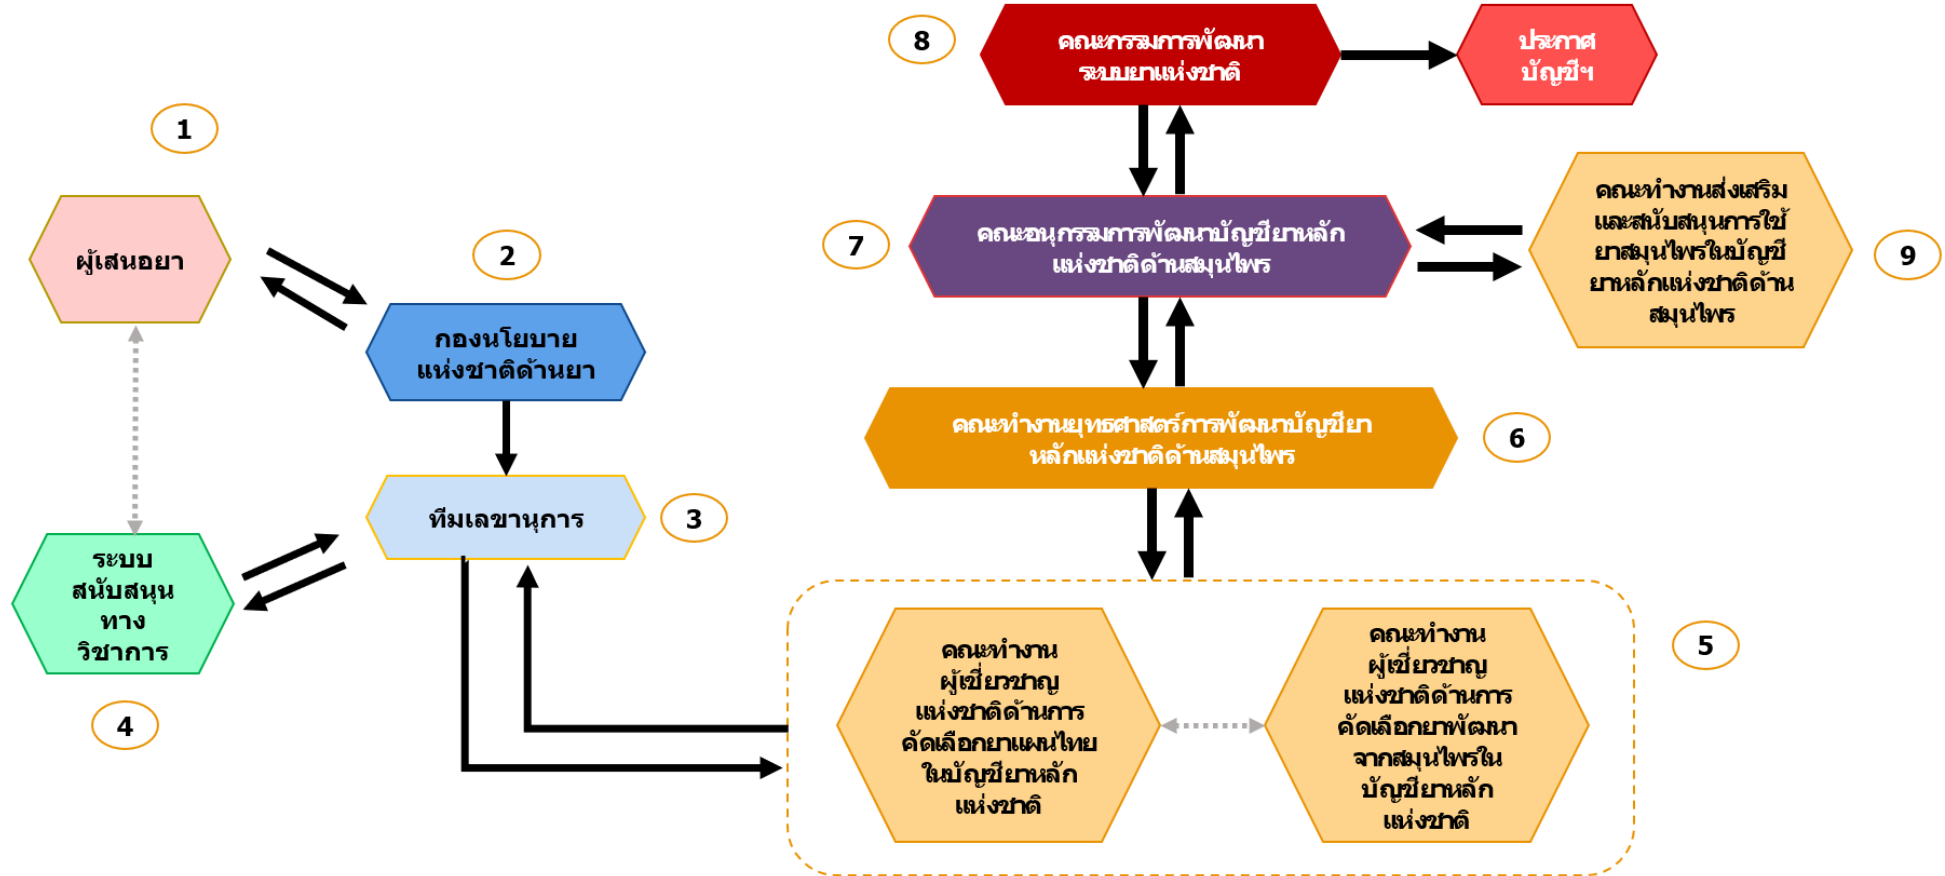 1
ผู้เสนอยา
2
กองนโยบาย
แห่งชาติด้านยา
3
ทีมเลขานุการ
4
ระบบ
สนับสนุน
ทาง
วิชาการ
5
คณะทำงาน
ผู้เชี่ยวชาญ
แห่งชาติด้านการ
คัดเลือกยาแผนไทย
ในบัญชียาหลัก
แห่งชาติ
คณะทำงาน
ผู้เชี่ยวชาญ
แห่งชาติด้านการ
คัดเลือกยาพัฒนา
จากสมุนไพรใน
บัญชียาหลัก
แห่งชาติ
6
คณะทำงานยุทธศาสตร์การพัฒนาบัญชียา
หลักแห่งชาติด้านสมุนไพร
7
คณะอนุกรรมการพัฒนาบัญชียาหลัก
แห่งชาติด้านสมุนไพร
8
คณะกรรมการพัฒนา
ระบบยาแห่งชาติ
ประกาศ
บัญชีฯ
9
คณะทำงานส่งเสริม
และสนับสนุนการใช้
ยาสมุนไพรในบัญชี
ยาหลักแห่งชาติด้าน
สมุนไพร